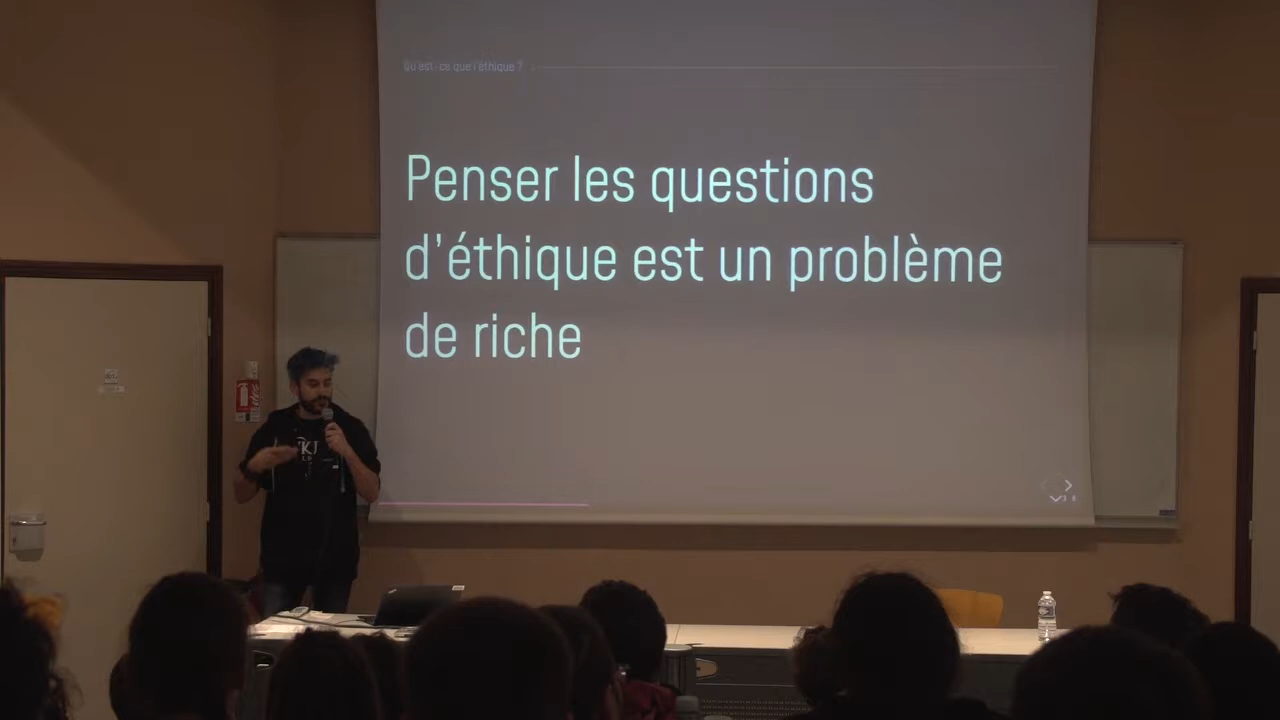 Qu'est-ce que l'éthique ?
Penser les questions
d'éthique est un problème
de riche